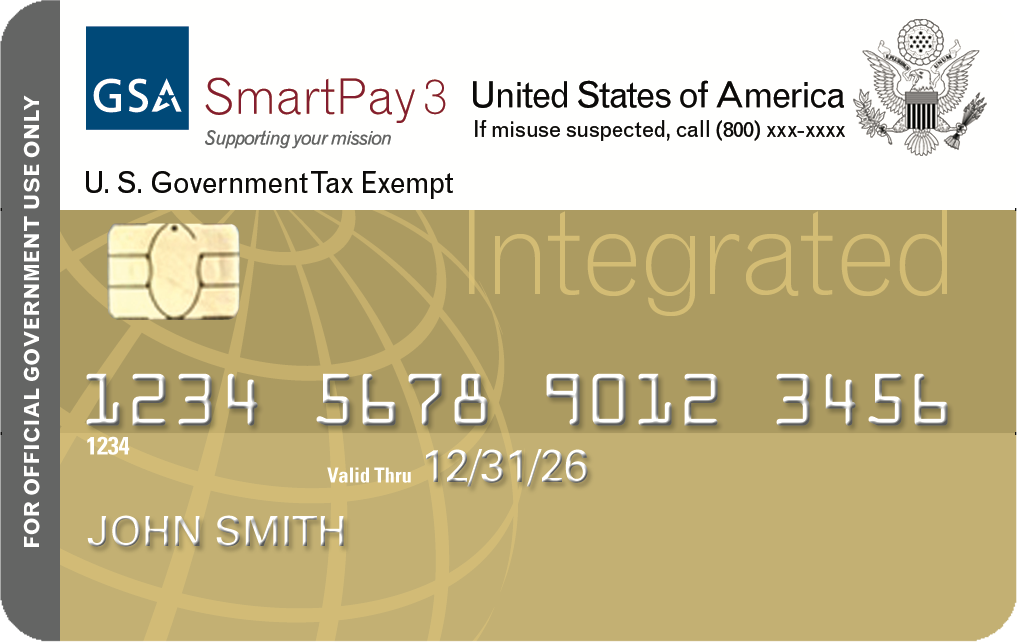 FOR OFFICIAL GOVERNMENT USE ONLY
GSA
SmartPay 3
Supporting your mission
United States of America
If misuse suspected, call (800) xxx-xxxx
U. S. Government Tax Exempt
Integrated
1234 5678 9012 3456
1234
Valid Thru 12/31/26
JOHN SMITH